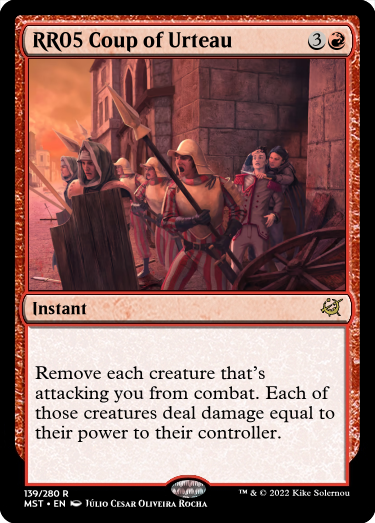 RR05 Coup of Urteau 3
Instant
Remove each creature that's
attacking you from combat. Each of
those creatures deal damage equal to
their power to their controller.
139/280 R
MST • EN Júlio Cesar Oliveira Rocha
™ & © 2022 Kike Solernou